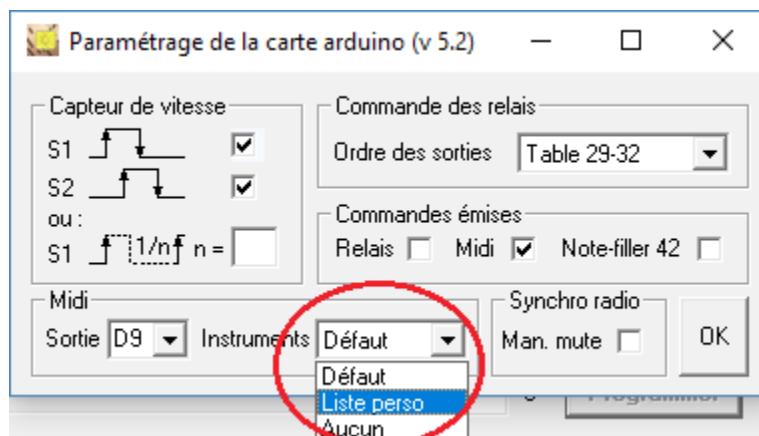 Paramétrage de la carte arduino (v 5.2)
Capteur de vitesse
S1
S2
ou :
S1 1/n n =
Commande des relais
Ordre des sorties Table 29-32
Commandes émises
Relais Midi Note-filler 42
Midi
Sortie D9 Instruments Défaut
Défaut
Liste perso
Aucun
Synchro radio
Man. mute
OK